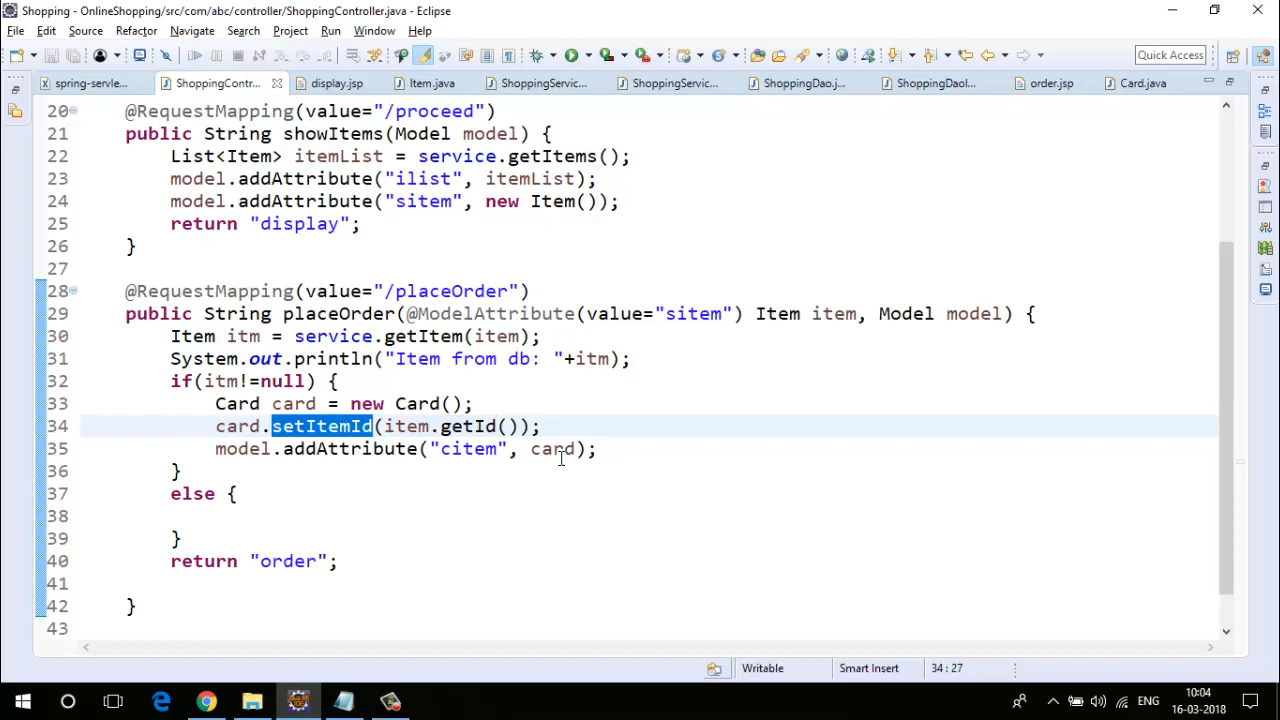 Shopping - OnlineShopping/src/com/abc/controller/ShoppingController.java - Eclipse
File Edit Source Refactor Navigate Search Project Run Window Help
Quick Access
spring-servle... ShoppingContr... display.jsp Item.java ShoppingServic... ShoppingServic... ShoppingDao.j... ShoppingDaoI... order.jsp Card.java
20 @RequestMapping(value="/proceed")
21 public String showItems(Model model) {
22 List<Item> itemList = service.getItems();
23 model.addAttribute("ilist", itemList);
24 model.addAttribute("sitem", new Item());
25 return "display";
26 }
27
28 @RequestMapping(value="/placeOrder")
29 public String placeOrder(@ModelAttribute(value="sitem") Item item, Model model) {
30 Item itm = service.getItem(item);
31 System.out.println("Item from db: "+itm);
32 if(itm!=null) {
33 Card card = new Card();
34 card.setItemId(item.getId());
35 model.addAttribute("citem", card);
36 }
37 else {
38
39 }
40 return "order";
41
42 }
43
Writable Smart Insert 34 : 27
ENG 10:04
16-03-2018